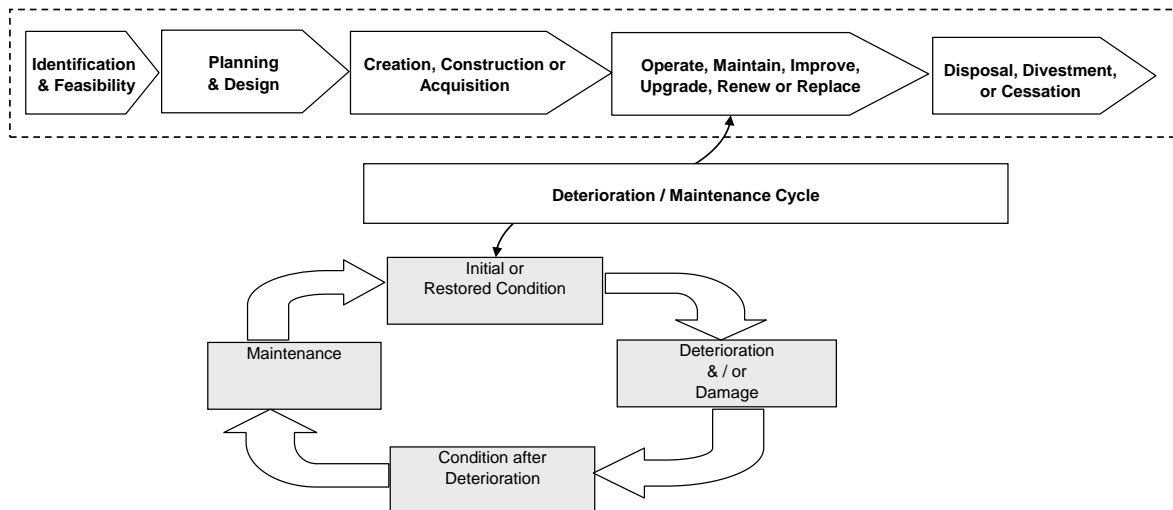 Identification
& Feasibility
Planning
& Design
Creation, Construction or
Acquisition
Operate, Maintain, Improve,
Upgrade, Renew or Replace
Disposal, Divestment,
or Cessation
Deterioration / Maintenance Cycle
Initial or
Restored Condition
Maintenance
Deterioration
& / or
Damage
Condition after
Deterioration